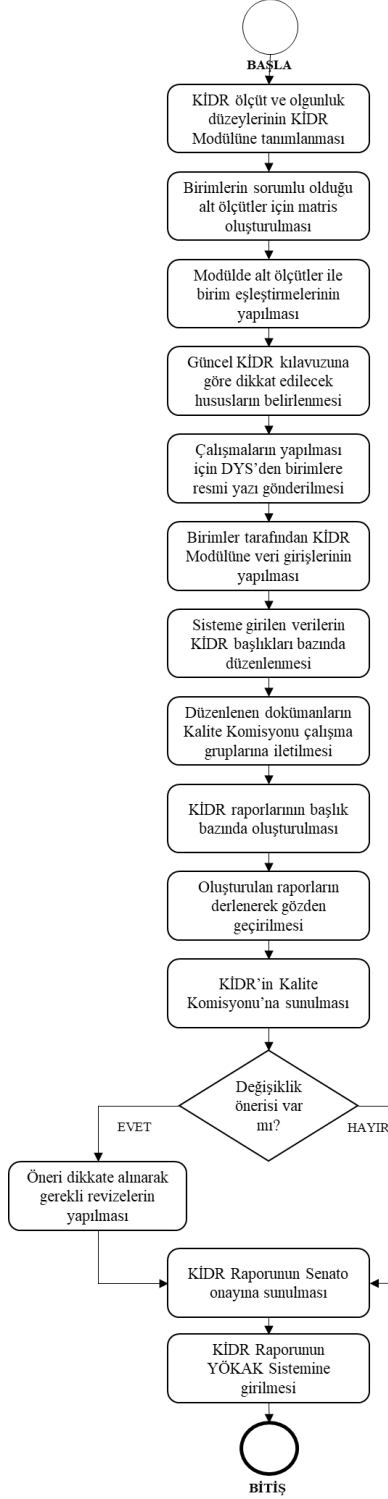 BAŞLA
KİDR ölçüt ve olgunluk
düzeylerinin KİDR
Modülüne tanımlanması
Birimlerin sorumlu olduğu
alt ölçütler için matris
oluşturulması
Modülde alt ölçütler ile
birim eşleştirmelerinin
yapılması
Güncel KİDR kılavuzuna
göre dikkat edilecek
hususların belirlenmesi
Çalışmaların yapılması
için DYS’den birimlere
resmi yazı gönderilmesi
Birimler tarafından KİDR
Modülüne veri girişlerinin
yapılması
Sisteme girilen verilerin
KİDR başlıkları bazında
düzenlenmesi
Düzenlenen dokümanların
Kalite Komisyonu çalışma
gruplarına iletilmesi
KİDR raporlarının başlık
bazında oluşturulması
Oluşturulan raporların
derlenerek gözden
geçirilmesi
KİDR’in Kalite
Komisyonu’na sunulması
Değişiklik
önerisi var
mı?
EVET
HAYIR
Öneri dikkate alınarak
gerekli revizelerin
yapılması
KİDR Raporunun Senato
onayına sunulması
KİDR Raporunun
YÖKAK Sistemine
girilmesi
BİTİŞ